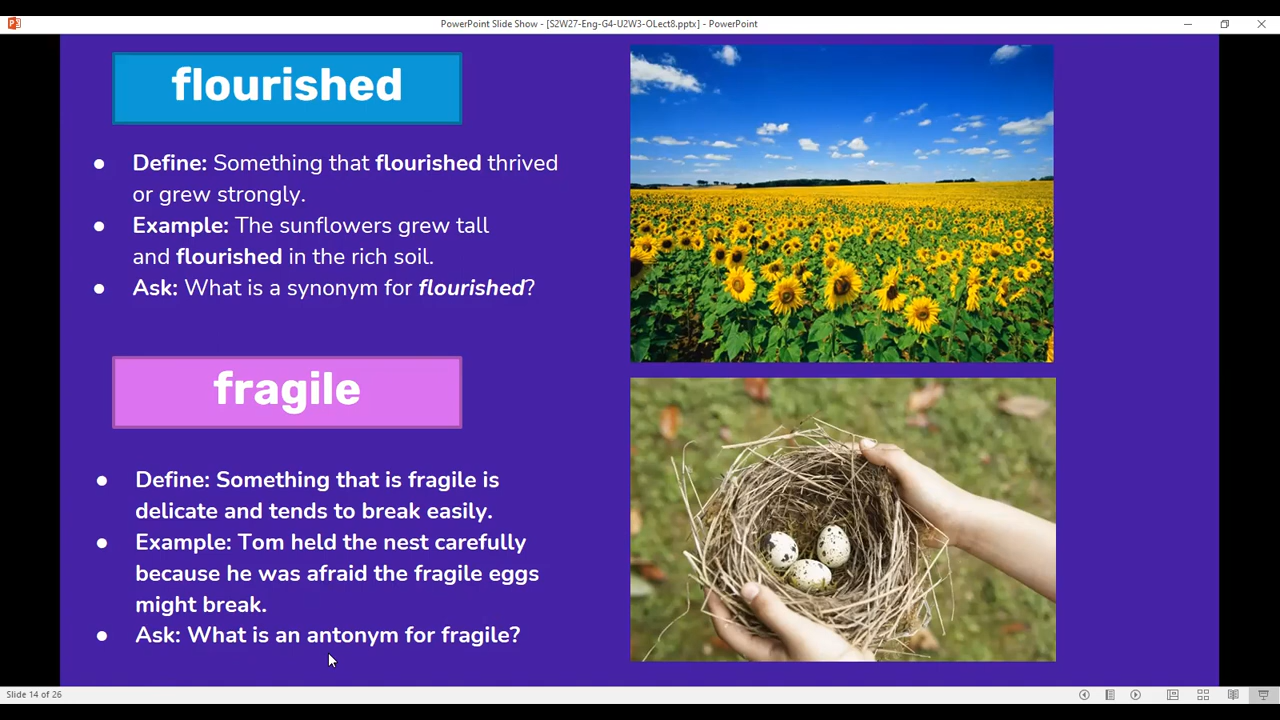 PowerPoint Slide Show - [S2W27-Eng-G4-U2W3-OLect8.pptx] - PowerPoint
flourished
● Define: Something that flourished thrived
or grew strongly.
● Example: The sunflowers grew tall
and flourished in the rich soil.
● Ask: What is a synonym for flourished?
fragile
● Define: Something that is fragile is
delicate and tends to break easily.
● Example: Tom held the nest carefully
because he was afraid the fragile eggs
might break.
● Ask: What is an antonym for fragile?
Slide 14 of 26